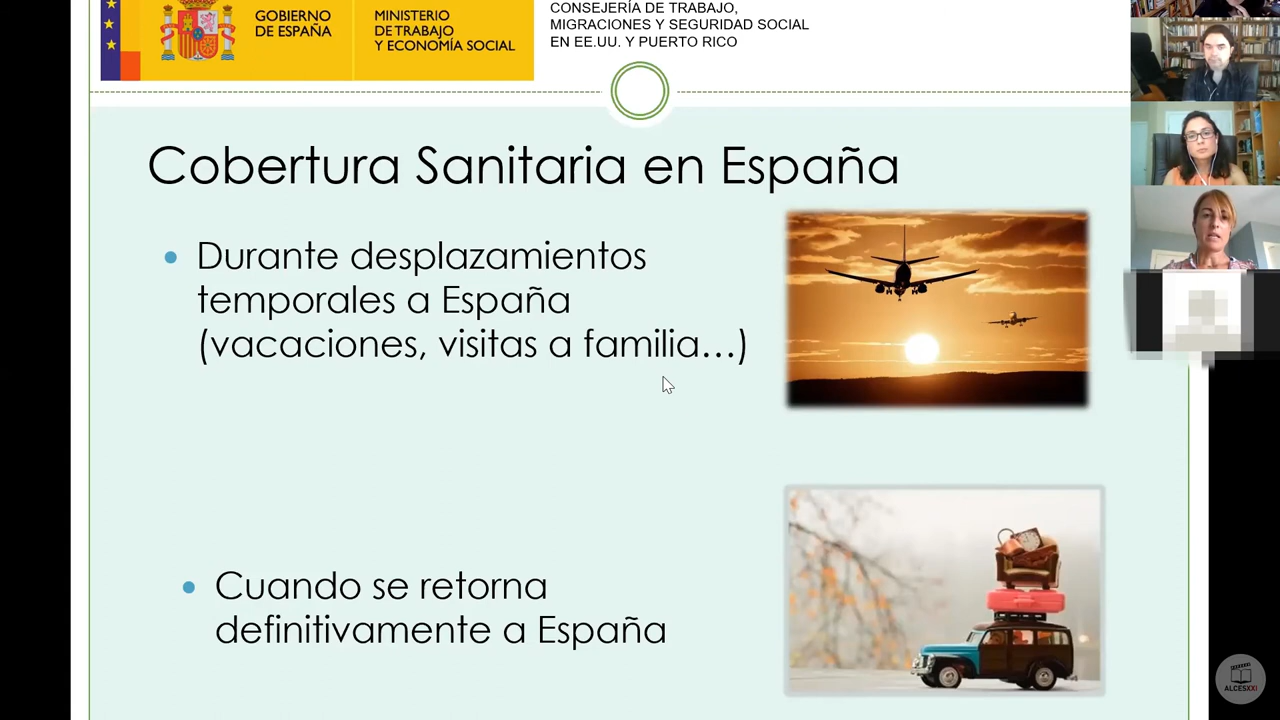 GOBIERNO
DE ESPAÑA
MINISTERIO
DE TRABAJO
Y ECONOMÍA SOCIAL
CONSEJERÍA DE TRABAJO,
MIGRACIONES Y SEGURIDAD SOCIAL
EN EE.UU. Y PUERTO RICO
Cobertura Sanitaria en España
• Durante desplazamientos
temporales a España
(vacaciones, visitas a familia...)
• Cuando se retorna
definitivamente a España
ALCESXXI